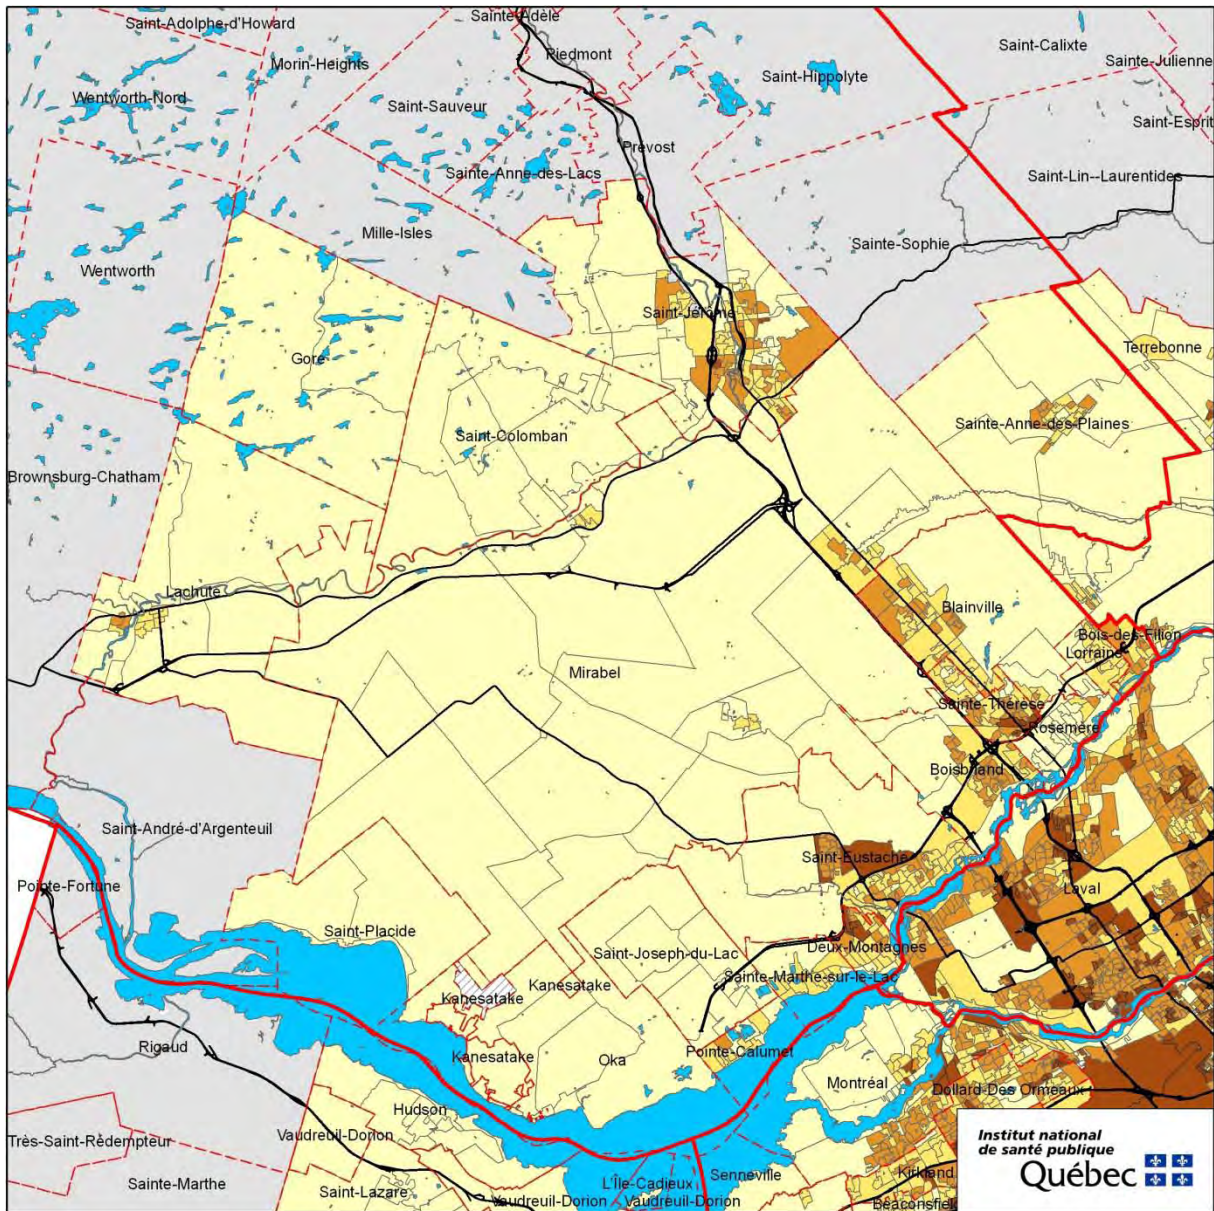 Saint-Adolphe-d'Howard
Sainte-Adèle
Piedmont
Saint-Calixte
Sainte-Julienne
Morin-Heights
Saint-Hippolyte
Wentworth-Nord
Saint-Sauveur
Saint-Esprit
Prévost
Sainte-Anne-des-Lacs
Saint-Lin--Laurentides
Mille-Isles
Sainte-Sophie
Wentworth
Saint-Jérôme
Terrebonne
Gore
Sainte-Anne-des-Plaines
Saint-Colomban
Brownsburg-Chatham
Lachute
Blainville
Bois-des-Filion
Lorraine
Mirabel
Sainte-Thérèse
Rosemère
Boisbriand
Saint-André-d'Argenteuil
Saint-Eustache
Pointe-Fortune
Laval
Saint-Placide
Deux-Montagnes
Saint-Joseph-du-Lac
Sainte-Marthe-sur-le-Lac
Kanesatake
Kanesatake
Rigaud
Kanesatake
Oka
Pointe-Calumet
Montréal
Dollard-Des Ormeaux
Hudson
Vaudreuil-Dorion
Très-Saint-Rédempteur
Sainte-Marthe
Saint-Lazare
L'Île-Cadieux
Senneville
Kirkland
Vaudreuil-Dorion
Vaudreuil-Dorion
Beaconsfield
Institut national
de santé publique
Québec